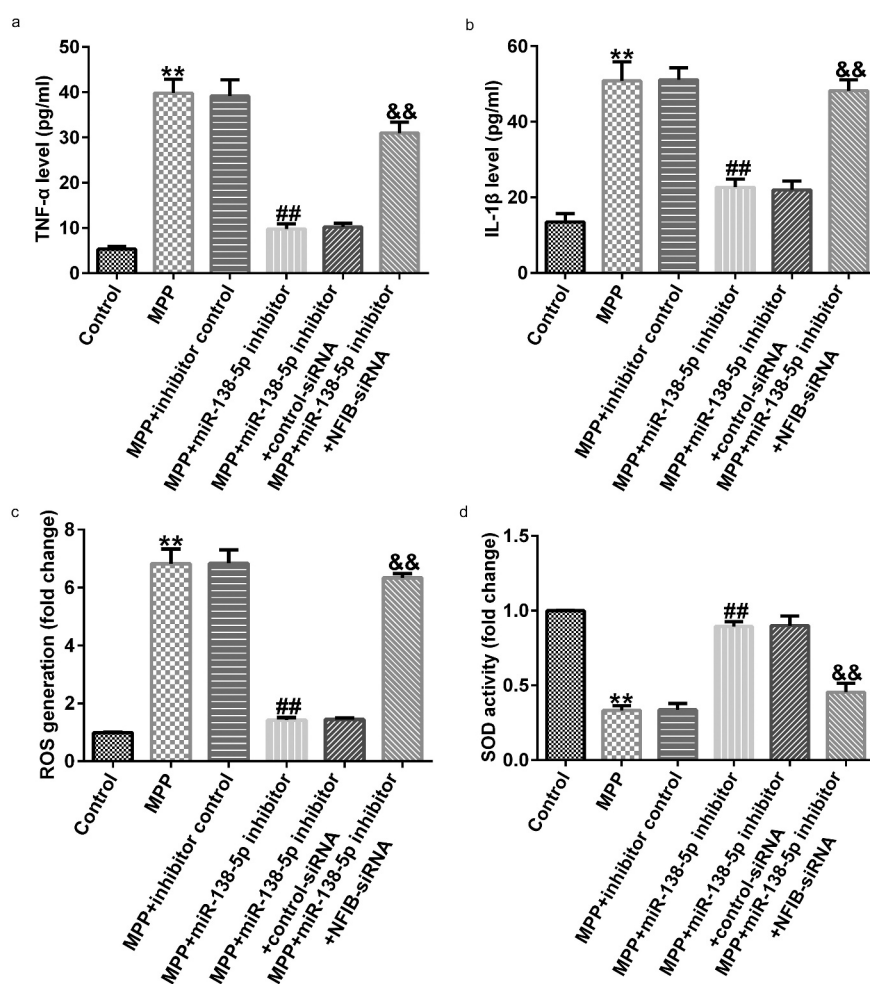 a
TNF-α level (pg/ml)
50
40
30
20
10
0
**
##
&&
Control
MPP
MPP+inhibitor control
MPP+miR-138-5p inhibitor
MPP+miR-138-5p inhibitor
+control-siRNA
MPP+miR-138-5p inhibitor
+NFIB-siRNA
b
IL-1β level (pg/ml)
60
40
20
0
**
##
&&
Control
MPP
MPP+inhibitor control
MPP+miR-138-5p inhibitor
MPP+miR-138-5p inhibitor
+control-siRNA
MPP+miR-138-5p inhibitor
+NFIB-siRNA
c
ROS generation (fold change)
8
6
4
2
0
**
##
&&
Control
MPP
MPP+inhibitor control
MPP+miR-138-5p inhibitor
MPP+miR-138-5p inhibitor
+control-siRNA
MPP+miR-138-5p inhibitor
+NFIB-siRNA
d
SOD activity (fold change)
1.5
1.0
0.5
0.0
**
##
&&
Control
MPP
MPP+inhibitor control
MPP+miR-138-5p inhibitor
MPP+miR-138-5p inhibitor
+control-siRNA
MPP+miR-138-5p inhibitor
+NFIB-siRNA